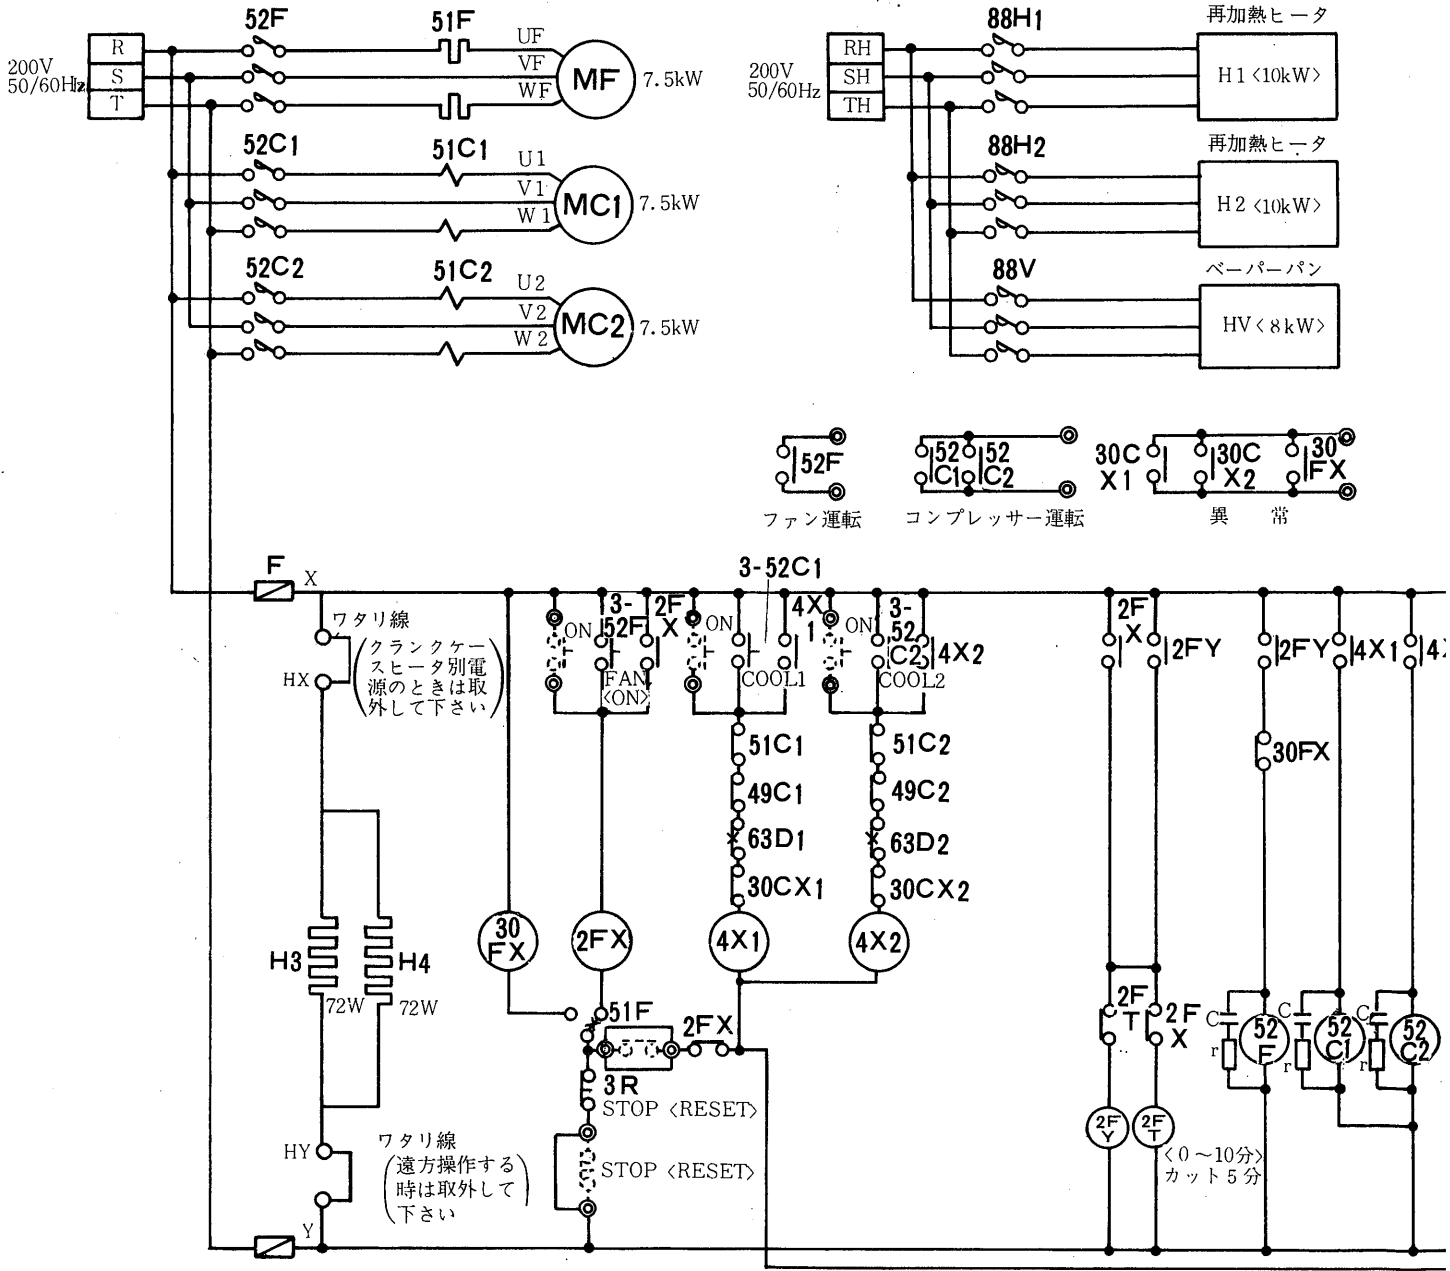 52F
51F
UF
VF
WF
R
S
T
200V
50/60Hz
MF
7.5kW
52C1
51C1
U1
V1
W1
MC1
7.5kW
52C2
51C2
U2
V2
W2
MC2
7.5kW
88H1
再加熱ヒータ
RH
SH
TH
200V
50/60Hz
H1〈10kW〉
88H2
再加熱ヒータ
H2〈10kW〉
88V
ベーパーパン
HV〈8kW〉
52F
ファン運転
52
C1
52
C2
コンプレッサー運転
30C
X1
30C
X2
30
FX
異 常
F
X
ワタリ線
(クランクケー
スヒータ別電
源のときは取
外して下さい)
HX
H3
72W
H4
72W
HY
ワタリ線
(遠方操作する
時は取外して
下さい)
Y
30
FX
ON
3-
52F
2F
X
FAN
〈ON〉
2FX
51F
2FX
3R
STOP〈RESET〉
STOP〈RESET〉
3-52C1
ON
4X
1
COOL1
51C1
49C1
63D1
30CX1
4X1
ON
3-
52
C2
4X2
COOL2
51C2
49C2
63D2
30CX2
4X2
2F
X
2FY
2F
T
2F
X
2F
Y
2F
T
〈0～10分〉
カット5分
2FY
30FX
C
r
52
F
4X1
C
r
52
C1
C
r
52
C2